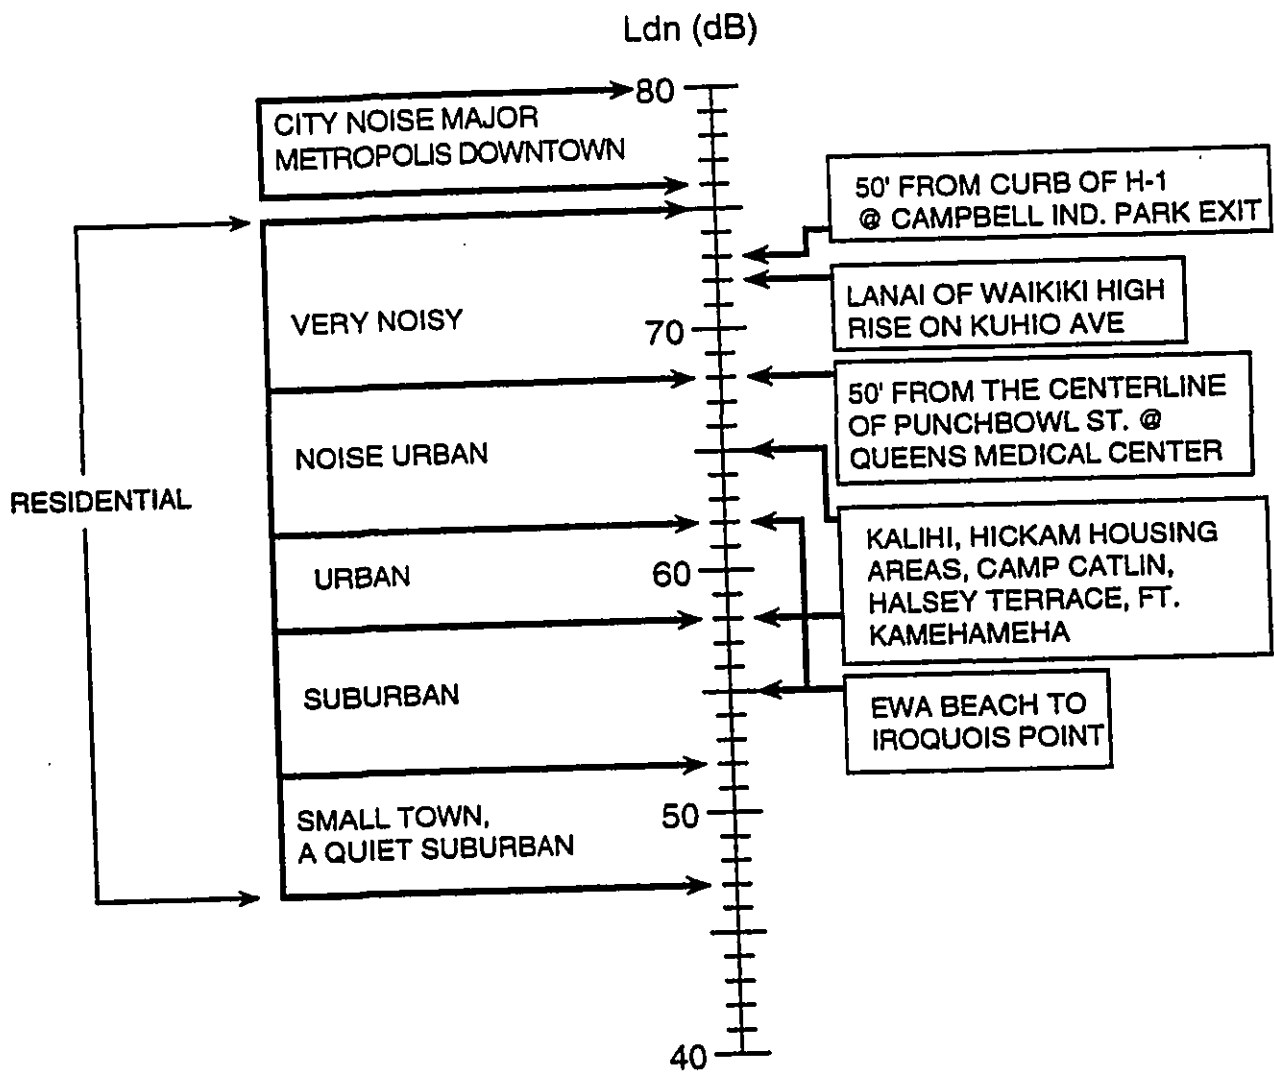 Ldn (dB)
80
CITY NOISE MAJOR
METROPOLIS DOWNTOWN
VERY NOISY
70
NOISE URBAN
RESIDENTIAL
URBAN
60
SUBURBAN
SMALL TOWN,
A QUIET SUBURBAN
50
40
50' FROM CURB OF H-1
@ CAMPBELL IND. PARK EXIT
LANAI OF WAIKIKI HIGH
RISE ON KUHIO AVE
50' FROM THE CENTERLINE
OF PUNCHBOWL ST. @
QUEENS MEDICAL CENTER
KALIHI, HICKAM HOUSING
AREAS, CAMP CATLIN,
HALSEY TERRACE, FT.
KAMEHAMEHA
EWA BEACH TO
IROQUOIS POINT